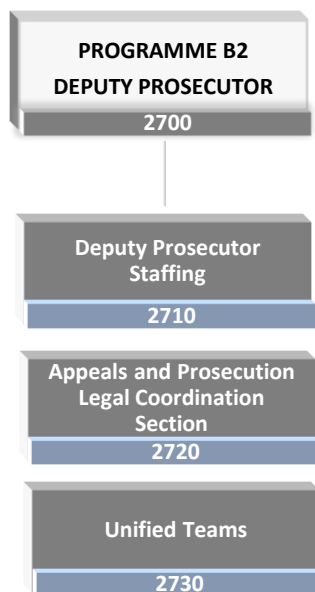 PROGRAMME B2
DEPUTY PROSECUTOR
2700
Deputy Prosecutor
Staffing
2710
Appeals and Prosecution
Legal Coordination
Section
2720
Unified Teams
2730